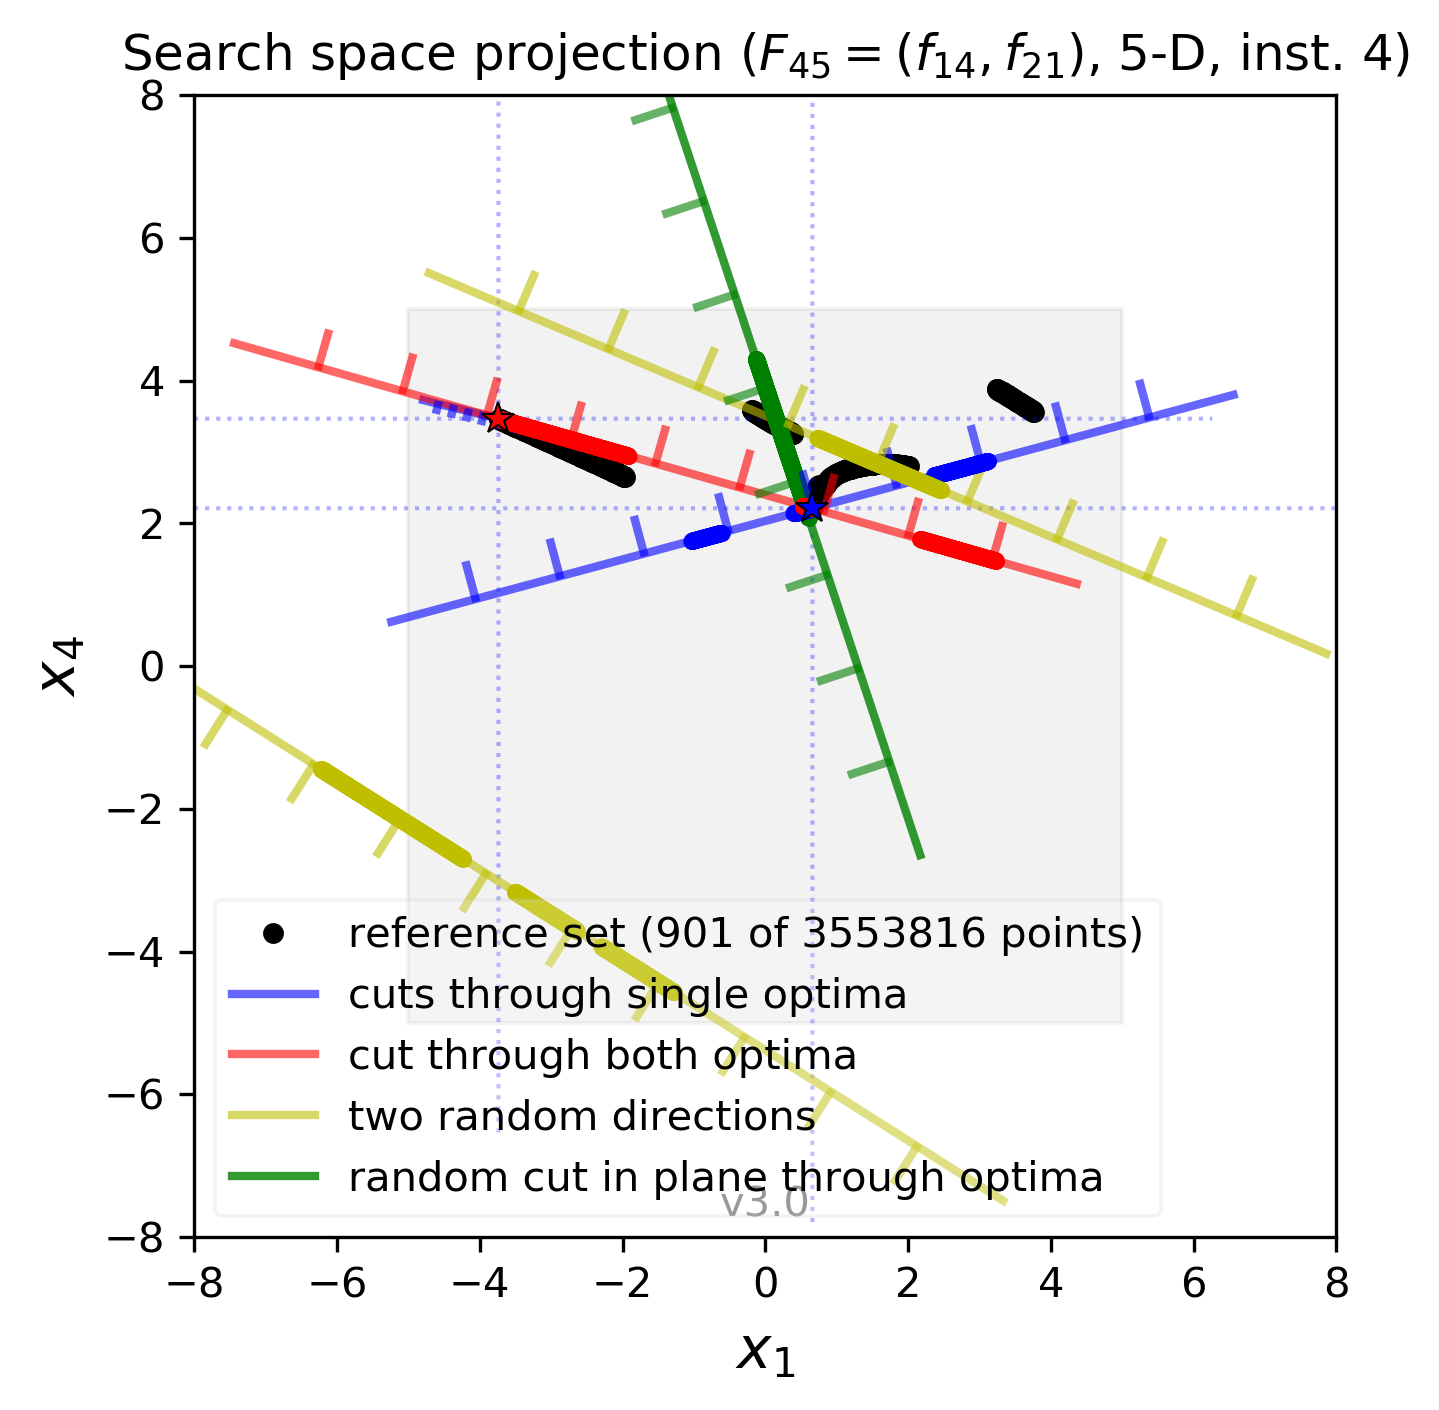 Search space projection (F₄₅ = (f₁₄, f₂₁), 5-D, inst. 4)
8
6
4
2
0
−2
−4
−6
−8
x₄
reference set (901 of 3553816 points)
cuts through single optima
cut through both optima
two random directions
random cut in plane through optima
v3.0
−8 −6 −4 −2 0 2 4 6 8
x₁